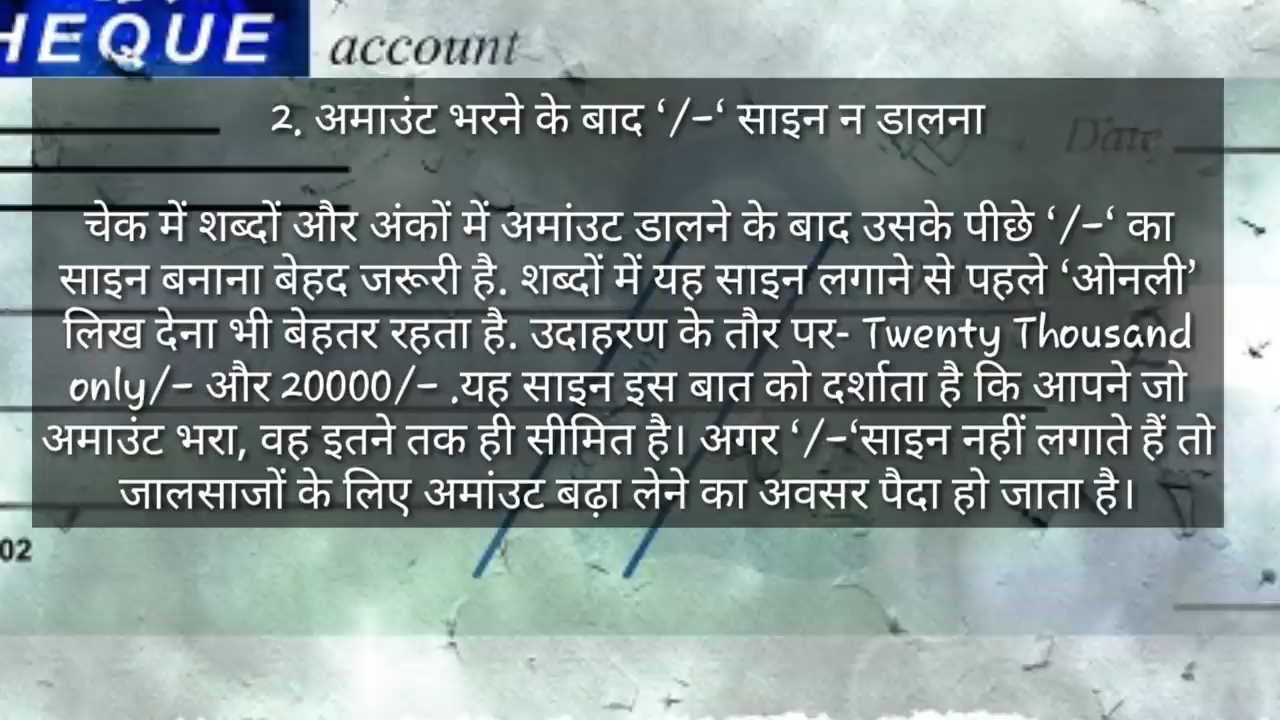 HEQUE account
Date
2. अमाउंट भरने के बाद ‘/-‘ साइन न डालना
चेक में शब्दों और अंकों में अमांउट डालने के बाद उसके पीछे ‘/-‘ का
साइन बनाना बेहद जरूरी है. शब्दों में यह साइन लगाने से पहले ‘ओनली’
लिख देना भी बेहतर रहता है. उदाहरण के तौर पर- Twenty Thousand
only/- और 20000/- .यह साइन इस बात को दर्शाता है कि आपने जो
अमाउंट भरा, वह इतने तक ही सीमित है। अगर ‘/-‘साइन नहीं लगाते हैं तो
जालसाजों के लिए अमांउट बढ़ा लेने का अवसर पैदा हो जाता है।
02